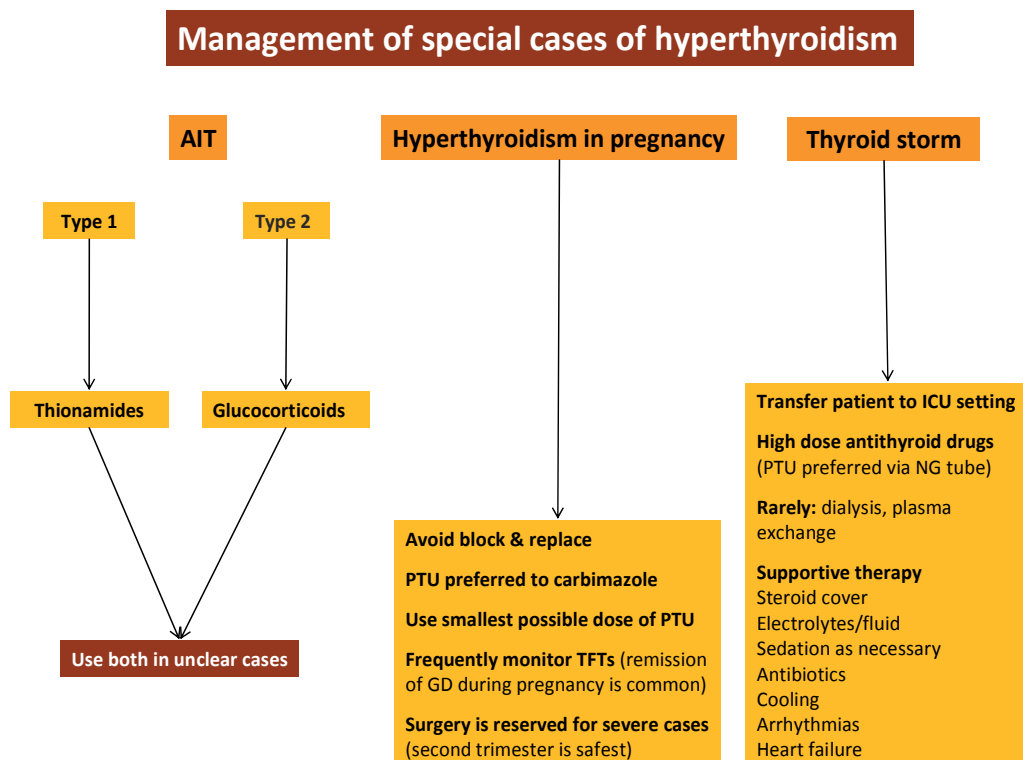 Management of special cases of hyperthyroidism
AIT
Type 1
Type 2
Thionamides
Glucocorticoids
Use both in unclear cases
Hyperthyroidism in pregnancy
Avoid block & replace
PTU preferred to carbimazole
Use smallest possible dose of PTU
Frequently monitor TFTs (remission
of GD during pregnancy is common)
Surgery is reserved for severe cases
(second trimester is safest)
Thyroid storm
Transfer patient to ICU setting
High dose antithyroid drugs
(PTU preferred via NG tube)
Rarely: dialysis, plasma
exchange
Supportive therapy
Steroid cover
Electrolytes/fluid
Sedation as necessary
Antibiotics
Cooling
Arrhythmias
Heart failure